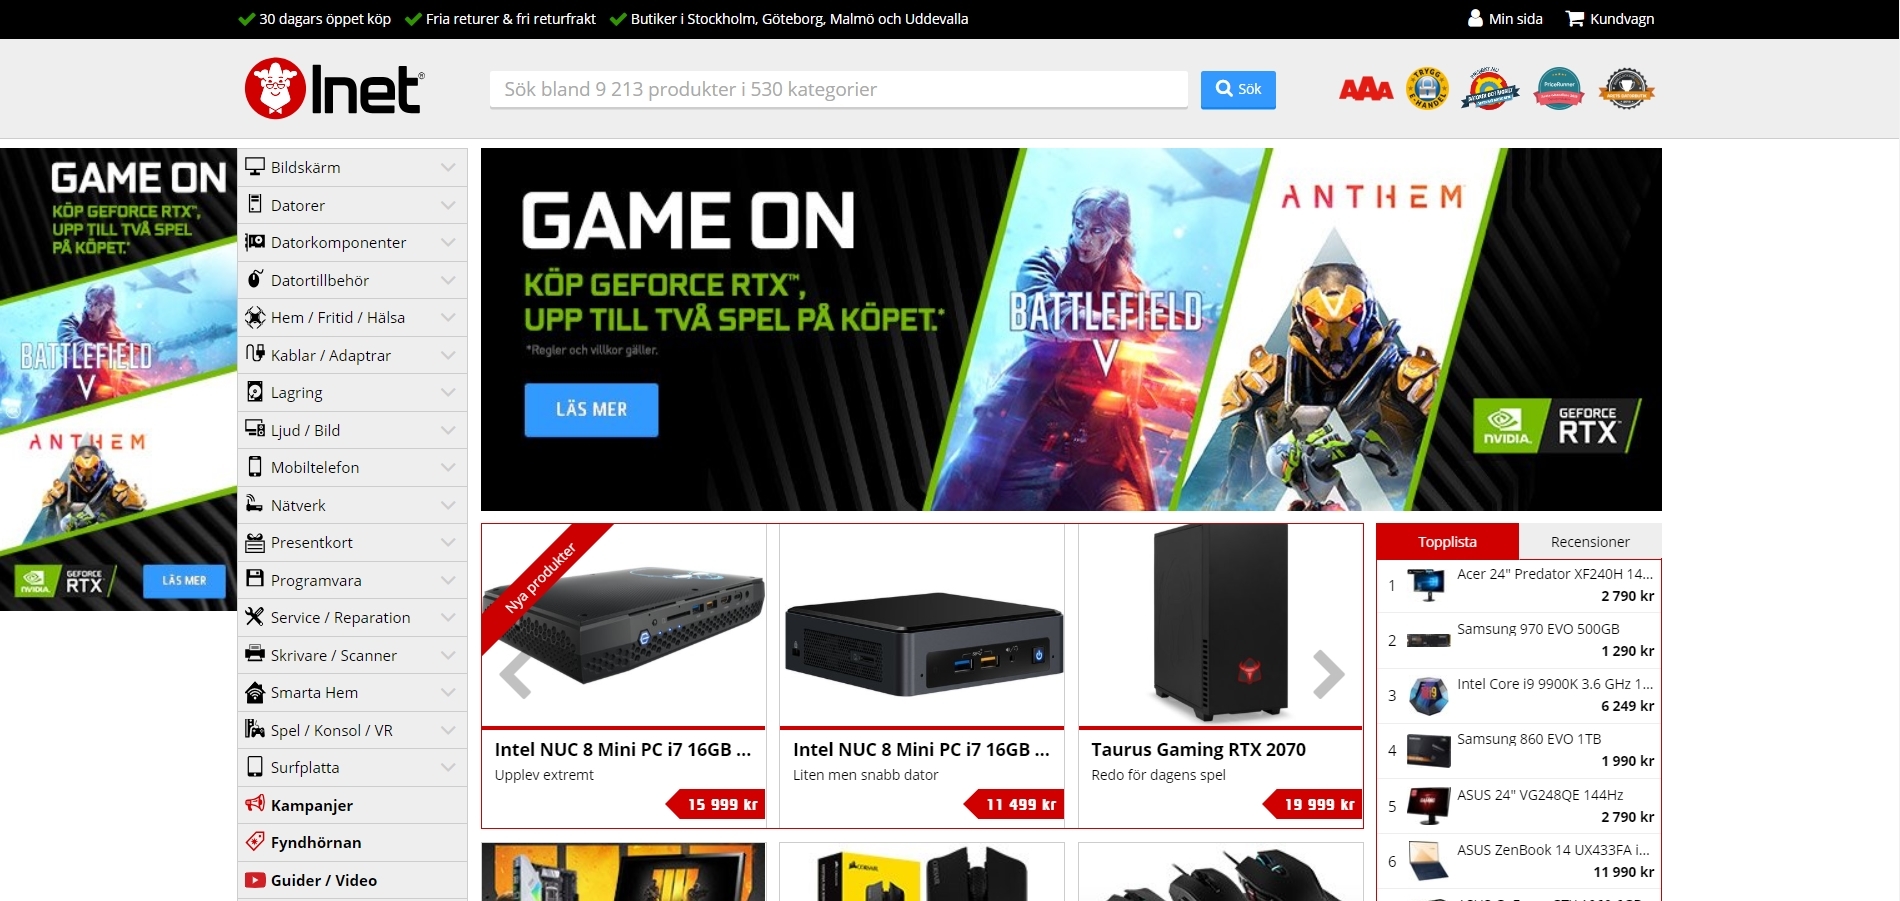 30 dagars öppet köp
Fria returer & fri returfrakt
Butiker i Stockholm, Göteborg, Malmö och Uddevalla
Min sida
Kundvagn
Inet
Sök bland 9 213 produkter i 530 kategorier
Sök
AAA
TRYGG
E-HANDEL
PriceRunner
GAME ON
KÖP GEFORCE RTX™,
UPP TILL TVÅ SPEL
PÅ KÖPET.*
BATTLEFIELD
V
ANTHEM
NVIDIA.
GEFORCE
RTX
LÄS MER
Bildskärm
Datorer
Datorkomponenter
Datortillbehör
Hem / Fritid / Hälsa
Kablar / Adaptrar
Lagring
Ljud / Bild
Mobiltelefon
Nätverk
Presentkort
Programvara
Service / Reparation
Skrivare / Scanner
Smarta Hem
Spel / Konsol / VR
Surfplatta
Kampanjer
Fyndhörnan
Guider / Video
GAME ON
KÖP GEFORCE RTX™,
UPP TILL TVÅ SPEL PÅ KÖPET.*
*Regler och villkor gäller.
LÄS MER
BATTLEFIELD
V
ANTHEM
NVIDIA.
GEFORCE
RTX™
Nya produkter
Intel NUC 8 Mini PC i7 16GB ...
Upplev extremt
15 999 kr
Intel NUC 8 Mini PC i7 16GB ...
Liten men snabb dator
11 499 kr
Taurus Gaming RTX 2070
Redo för dagens spel
19 999 kr
CORSAIR
Topplista
Recensioner
1
Acer 24" Predator XF240H 14...
2 790 kr
2
Samsung 970 EVO 500GB
1 290 kr
3
Intel Core i9 9900K 3.6 GHz 1...
6 249 kr
4
Samsung 860 EVO 1TB
1 990 kr
5
ASUS 24" VG248QE 144Hz
2 790 kr
6
ASUS ZenBook 14 UX433FA i...
11 990 kr